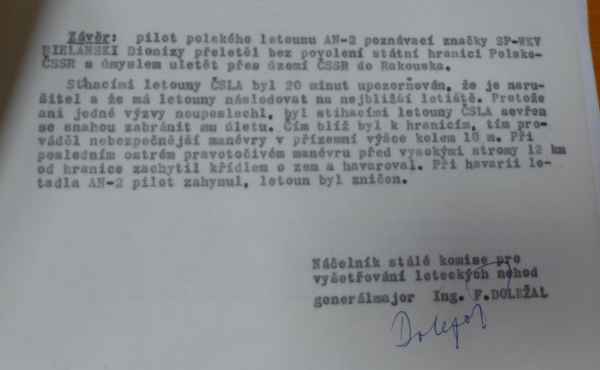 Závěr: pilot polského letounu AN-2 poznávací značky SP-WKV
BIELAŃSKI Dionizy přeletěl bez povolení státní hranici Polsko-
ČSSR s úmyslem uletět přes území ČSSR do Rakouska.
Stíhacími letouny ČSLA byl 20 minut upozorňován, že je naru-
šitel a že má letouny následovat na nejbližší letiště. Protože
ani jedné výzvy neuposlechl, byl stíhacími letouny ČSLA sevřen
se snahou zabránit mu úletu. Čím blíž byl k hranicím, tím pro-
váděl nebezpečnější manévry v přízemní výšce kolem 10 m. Při
posledním ostrém pravotočivém manévru před vysokými stromy 12 km
od hranice zachytil křídlem o zem a havaroval. Při havarii le-
tadla AN-2 pilot zahynul, letoun byl zničen.
Náčelník stálé komise pro
vyšetřování leteckých nehod
generálmajor Ing. F.DOLEŽAL
Doležal